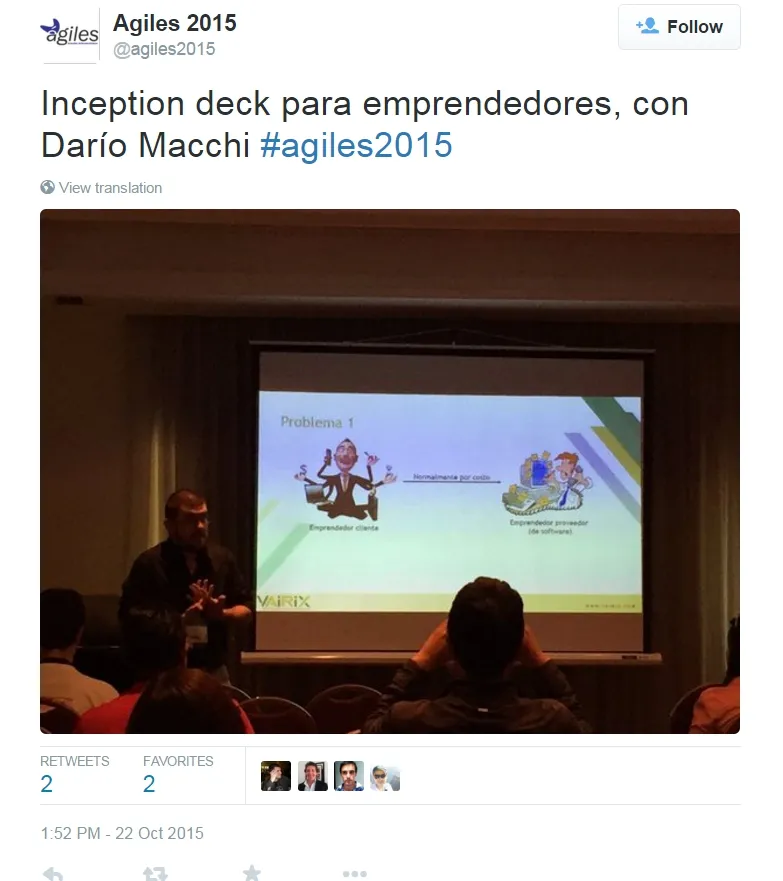 agiles
Agiles 2015
@agiles2015
Follow
Inception deck para emprendedores, con
Darío Macchi #agiles2015
View translation
Problema 1
$
Normalmente por costo
Emprendedor cliente
Emprendedor proveedor
(de software)
VAIRIX
RETWEETS
FAVORITES
2
2
1:52 PM - 22 Oct 2015